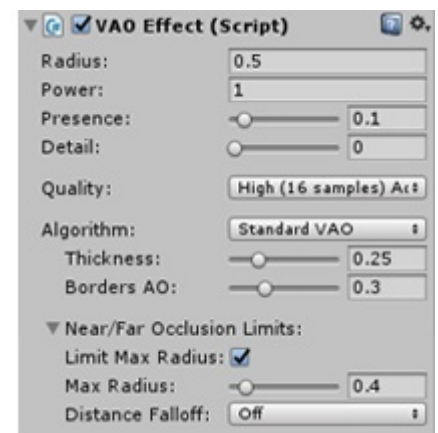 VAO Effect (Script)
Radius: 0.5
Power: 1
Presence: 0.1
Detail: 0
Quality: High (16 samples)
Algorithm: Standard VAO
Thickness: 0.25
Borders AO: 0.3
Near/Far Occlusion Limits:
Limit Max Radius:
Max Radius: 0.4
Distance Falloff: Off